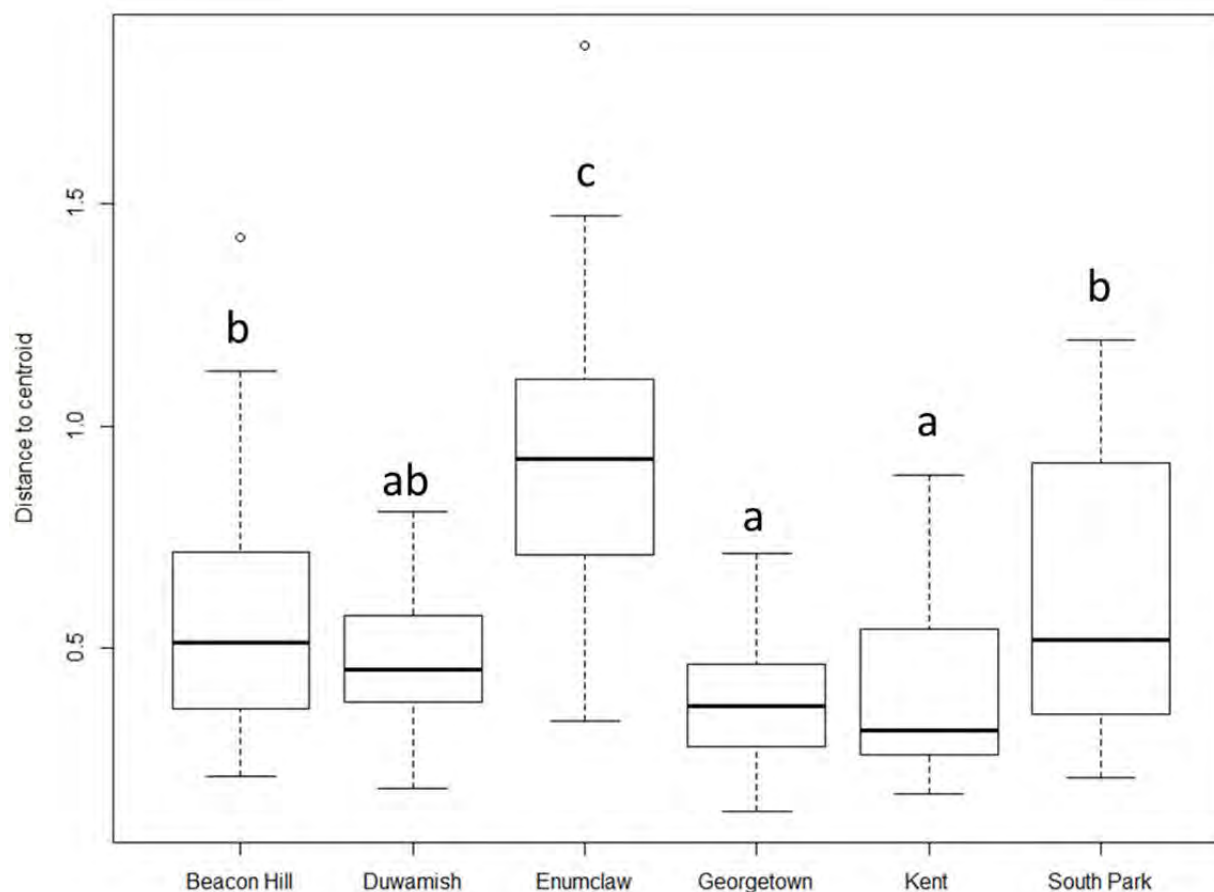 c
b
b
a
ab
a
Distance to centroid
1.5
1.0
0.5
Beacon Hill
Duwamish
Enumclaw
Georgetown
Kent
South Park